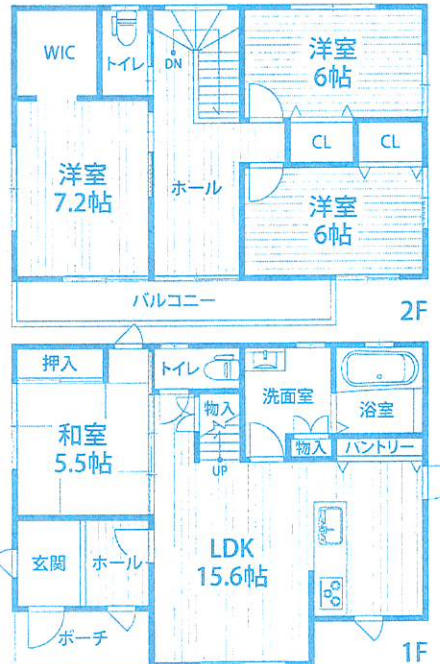 WIC
トイレ
DN
洋室
6帖
CL
CL
洋室
7.2帖
ホール
洋室
6帖
バルコニー
2F
押入
トイレ
物入
洗面室
浴室
和室
5.5帖
UP
物入
パントリー
LDK
15.6帖
玄関
ホール
ポーチ
1F